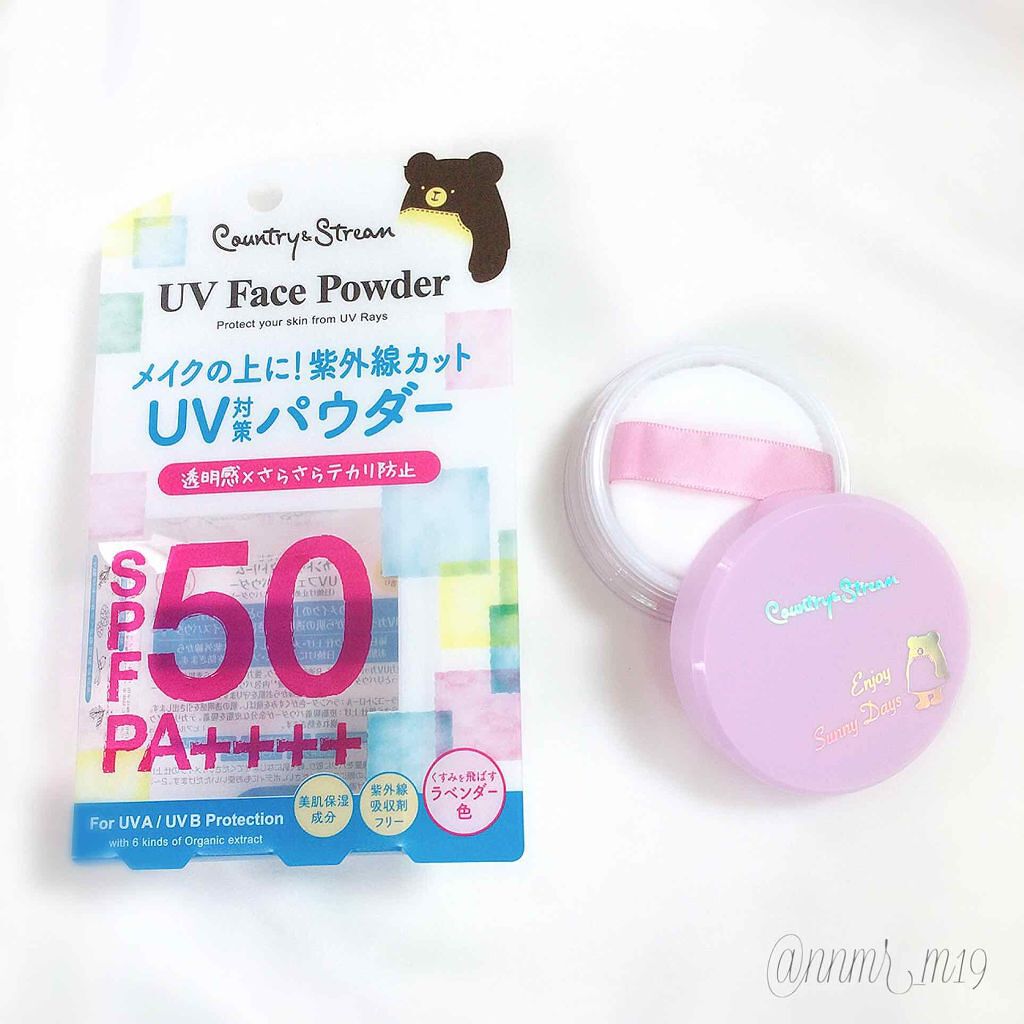 Country & Stream
UV Face Powder
Protect your skin from UV Rays
メイクの上に！紫外線カット
UV対策パウダー
透明感×さらさらテカリ防止
SPF50
PA++++
美肌保湿
成分
紫外線
吸収剤
フリー
くすみを飛ばす
ラベンダー
色
For UVA / UVB Protection
with 6 kinds of Organic extract
Country & Stream
Enjoy
Sunny Days
@nnmr_m19